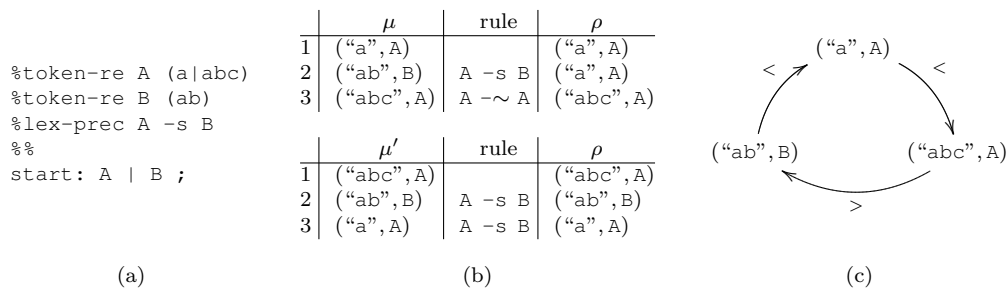 %token-re A (a|abc)
%token-re B (ab)
%lex-prec A -s B
%%
start: A | B ;
(a)
μ rule ρ
1 (“a”, A) (“a”, A)
2 (“ab”, B) A -s B (“a”, A)
3 (“abc”, A) A -~ A (“abc”, A)
μ′ rule ρ
1 (“abc”, A) (“abc”, A)
2 (“ab”, B) A -s B (“ab”, B)
3 (“a”, A) A -s B (“a”, A)
(b)
(“a”, A)
< <
(“ab”, B) (“abc”, A)
>
(c)